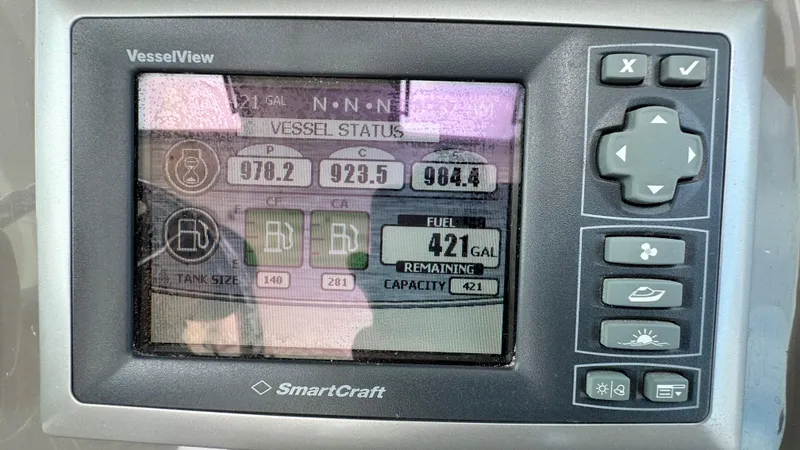 VesselView
X
421 GAL N • N • N
VESSEL STATUS
P C S
978.2 923.5 984.4
CF CA
E
FUEL
421 GAL
REMAINING
E
TANK SIZE 140 281 CAPACITY 421
SmartCraft